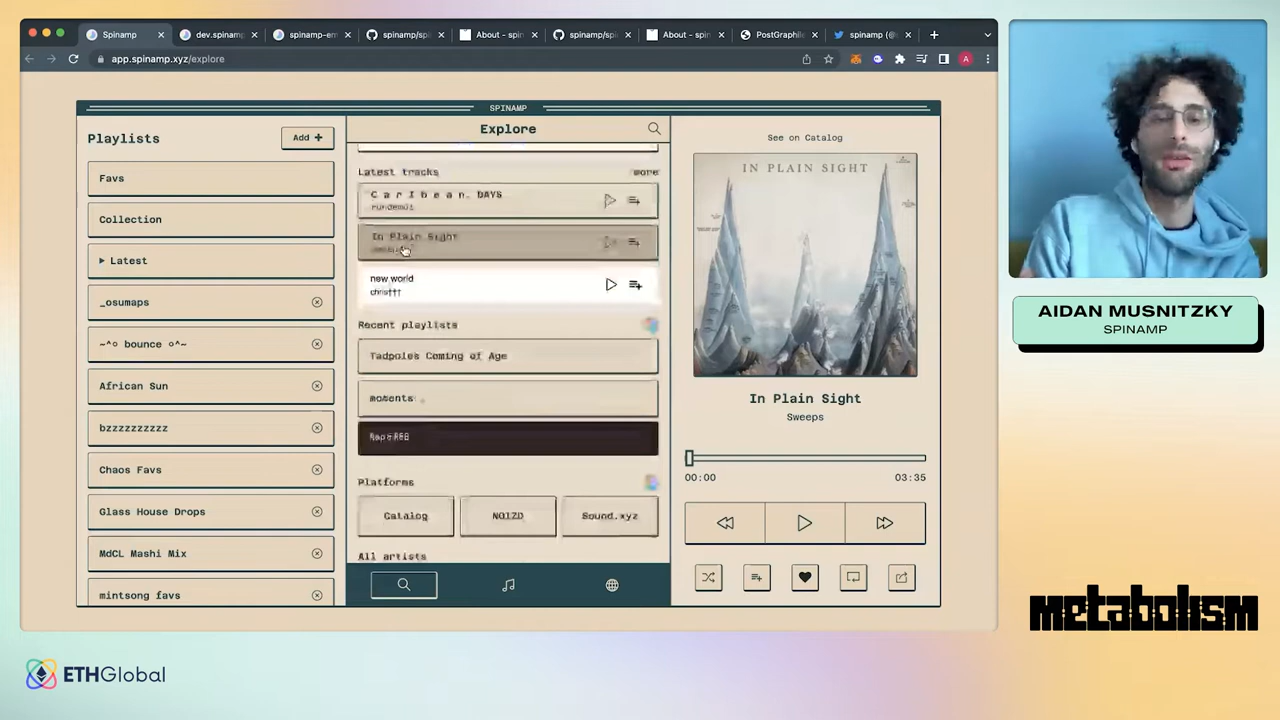 Spinamp
dev.spinamp
spinamp-em
spinamp/spi
About - spin
spinamp/spi
About - spin
PostGraphile
spinamp (@s
app.spinamp.xyz/explore
A
SPINAMP
Playlists
Add +
Favs
Collection
Latest
_osumaps
~^o bounce o^~
African Sun
bzzzzzzzzz
Chaos Favs
Glass House Drops
MdCL Mashi Mix
mintsong favs
Explore
Latest tracks
more
C a r I b e a n. DAYS
In Plain Sight
new world
chris†††
Recent playlists
Tadpoles Coming of Age
moments
Platforms
Catalog
NOIZD
Sound.xyz
All artists
See on Catalog
IN PLAIN SIGHT
In Plain Sight
Sweeps
00:00
03:35
AIDAN MUSNITZKY
SPINAMP
metabolism
ETHGlobal